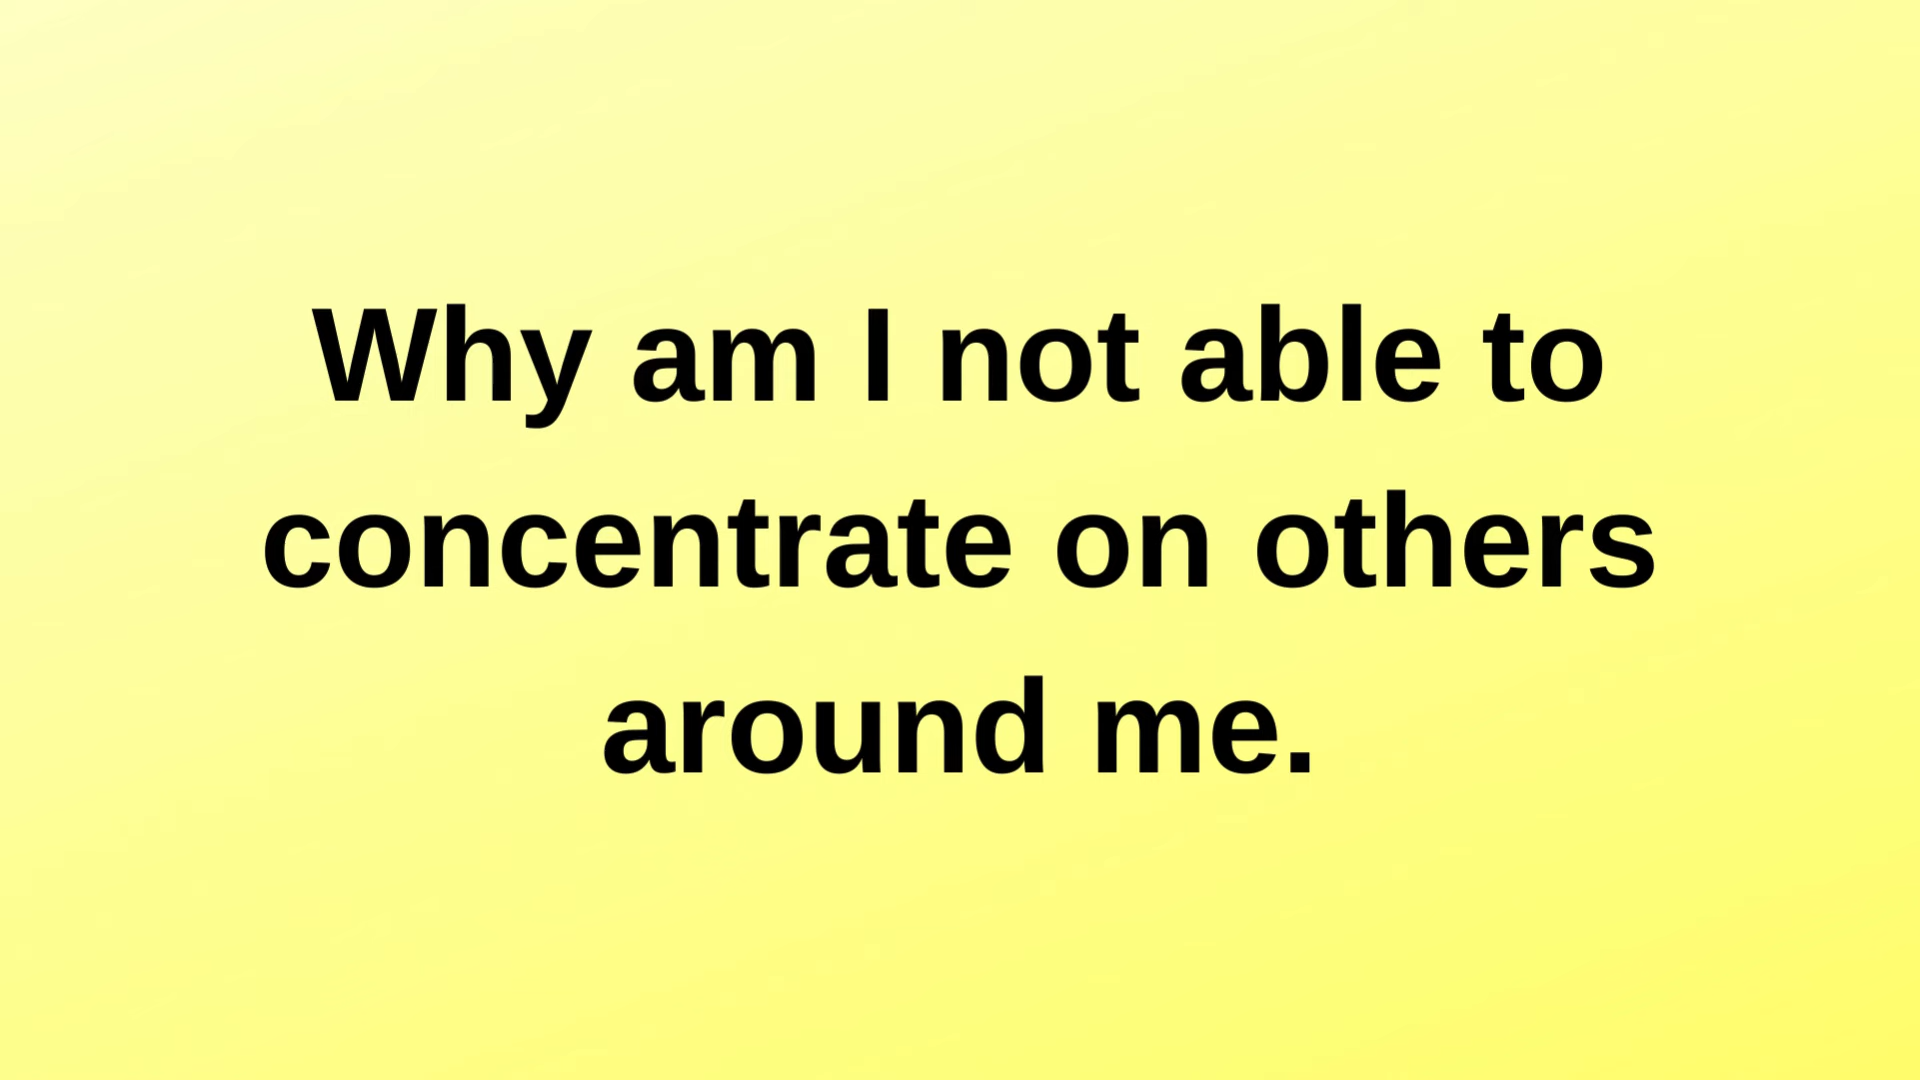 Why am I not able to
concentrate on others
around me.